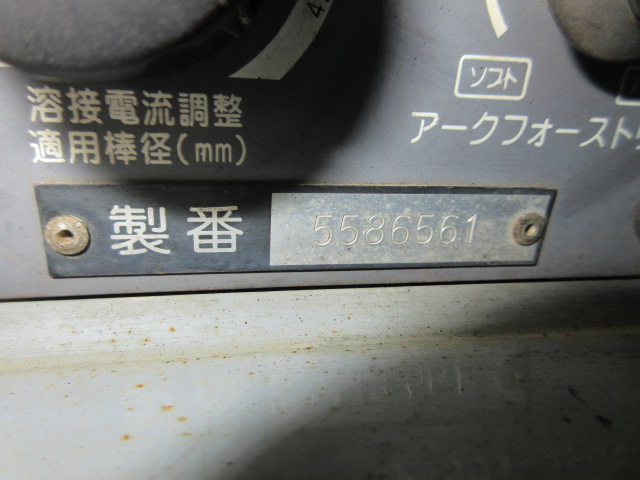 ソフト
アークフォースト
溶接電流調整
適用棒径(mm)
製番 5586561